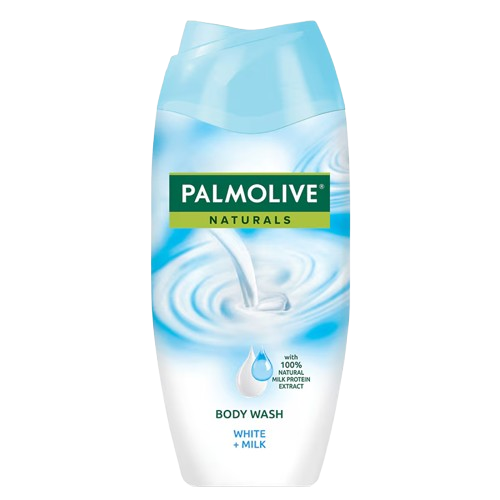 PALMOLIVE®
NATURALS
with
100%
NATURAL
MILK PROTEIN
EXTRACT
BODY WASH
WHITE
+ MILK